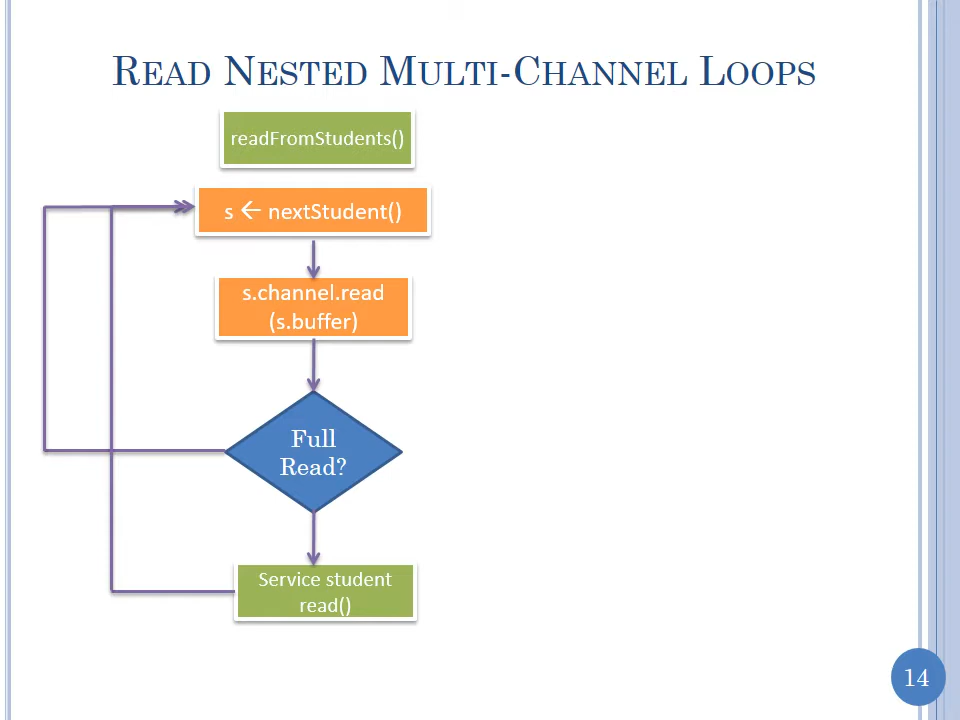 READ NESTED MULTI-CHANNEL LOOPS
readFromStudents()
s ← nextStudent()
s.channel.read
(s.buffer)
Full
Read?
Service student
read()
14